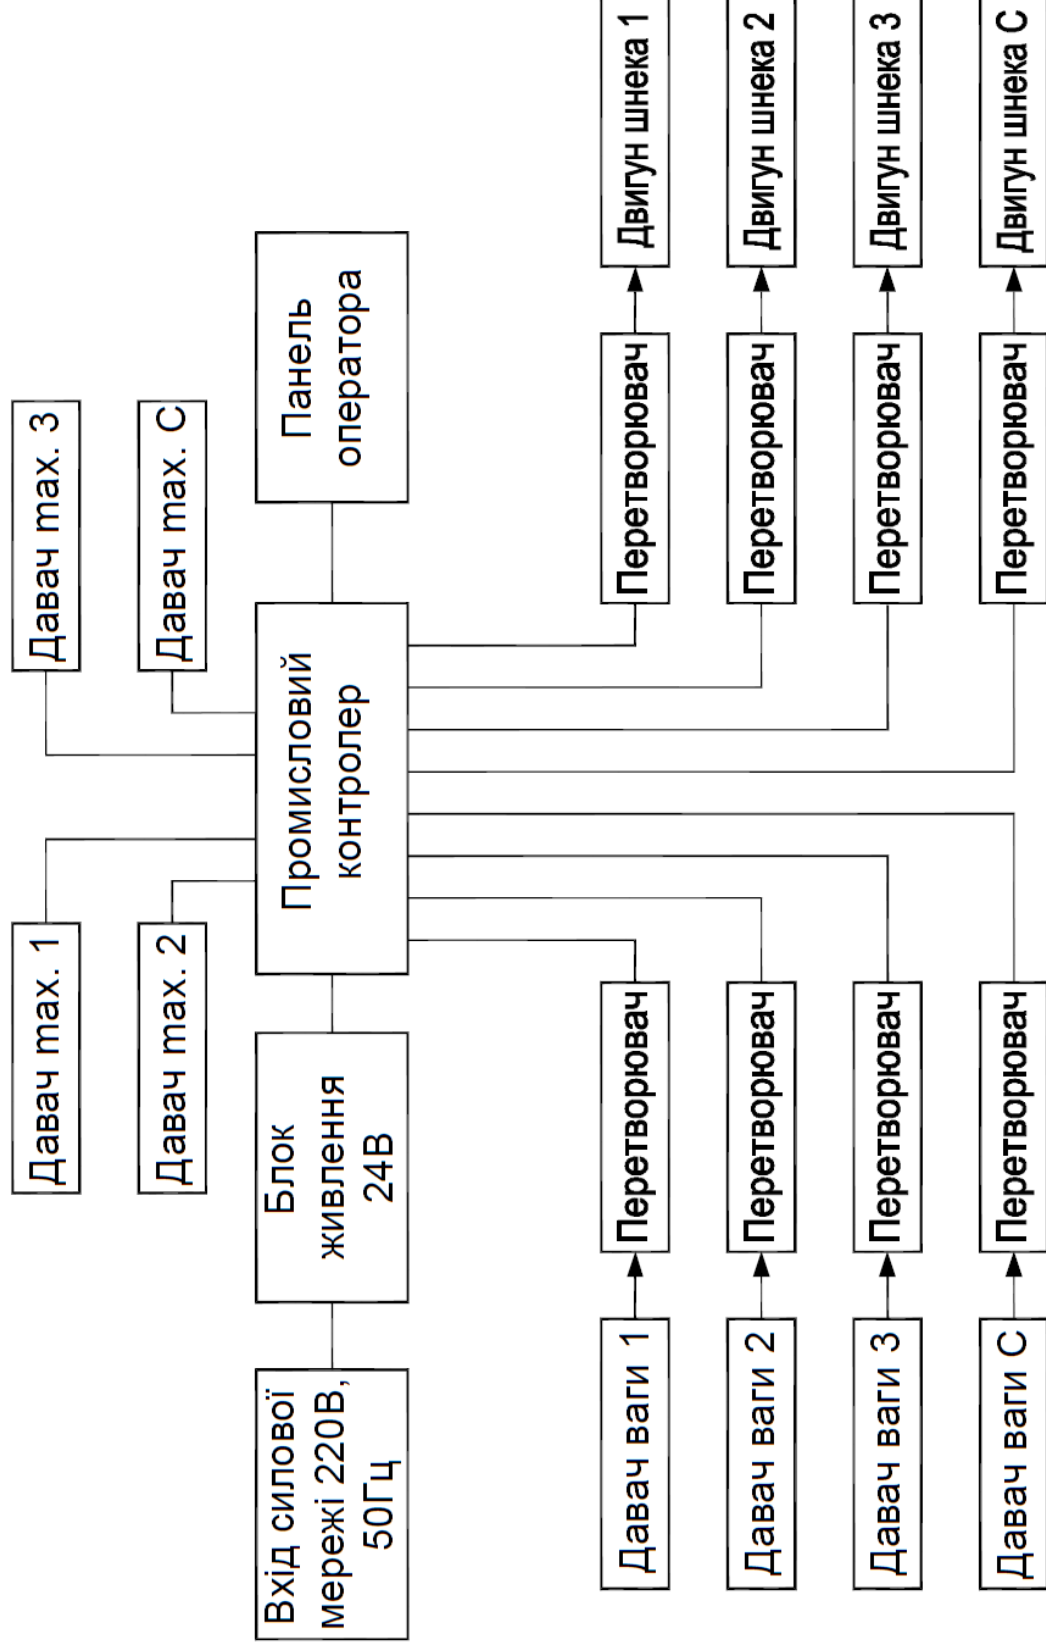 Давач max. 1
Давач max. 3
Давач max. 2
Давач max. C
Вхід силової
мережі 220В,
50Гц
Блок
живлення
24В
Промисловий
контролер
Панель
оператора
Давач ваги 1
Перетворювач
Перетворювач
Двигун шнека 1
Давач ваги 2
Перетворювач
Перетворювач
Двигун шнека 2
Давач ваги 3
Перетворювач
Перетворювач
Двигун шнека 3
Давач ваги С
Перетворювач
Перетворювач
Двигун шнека С